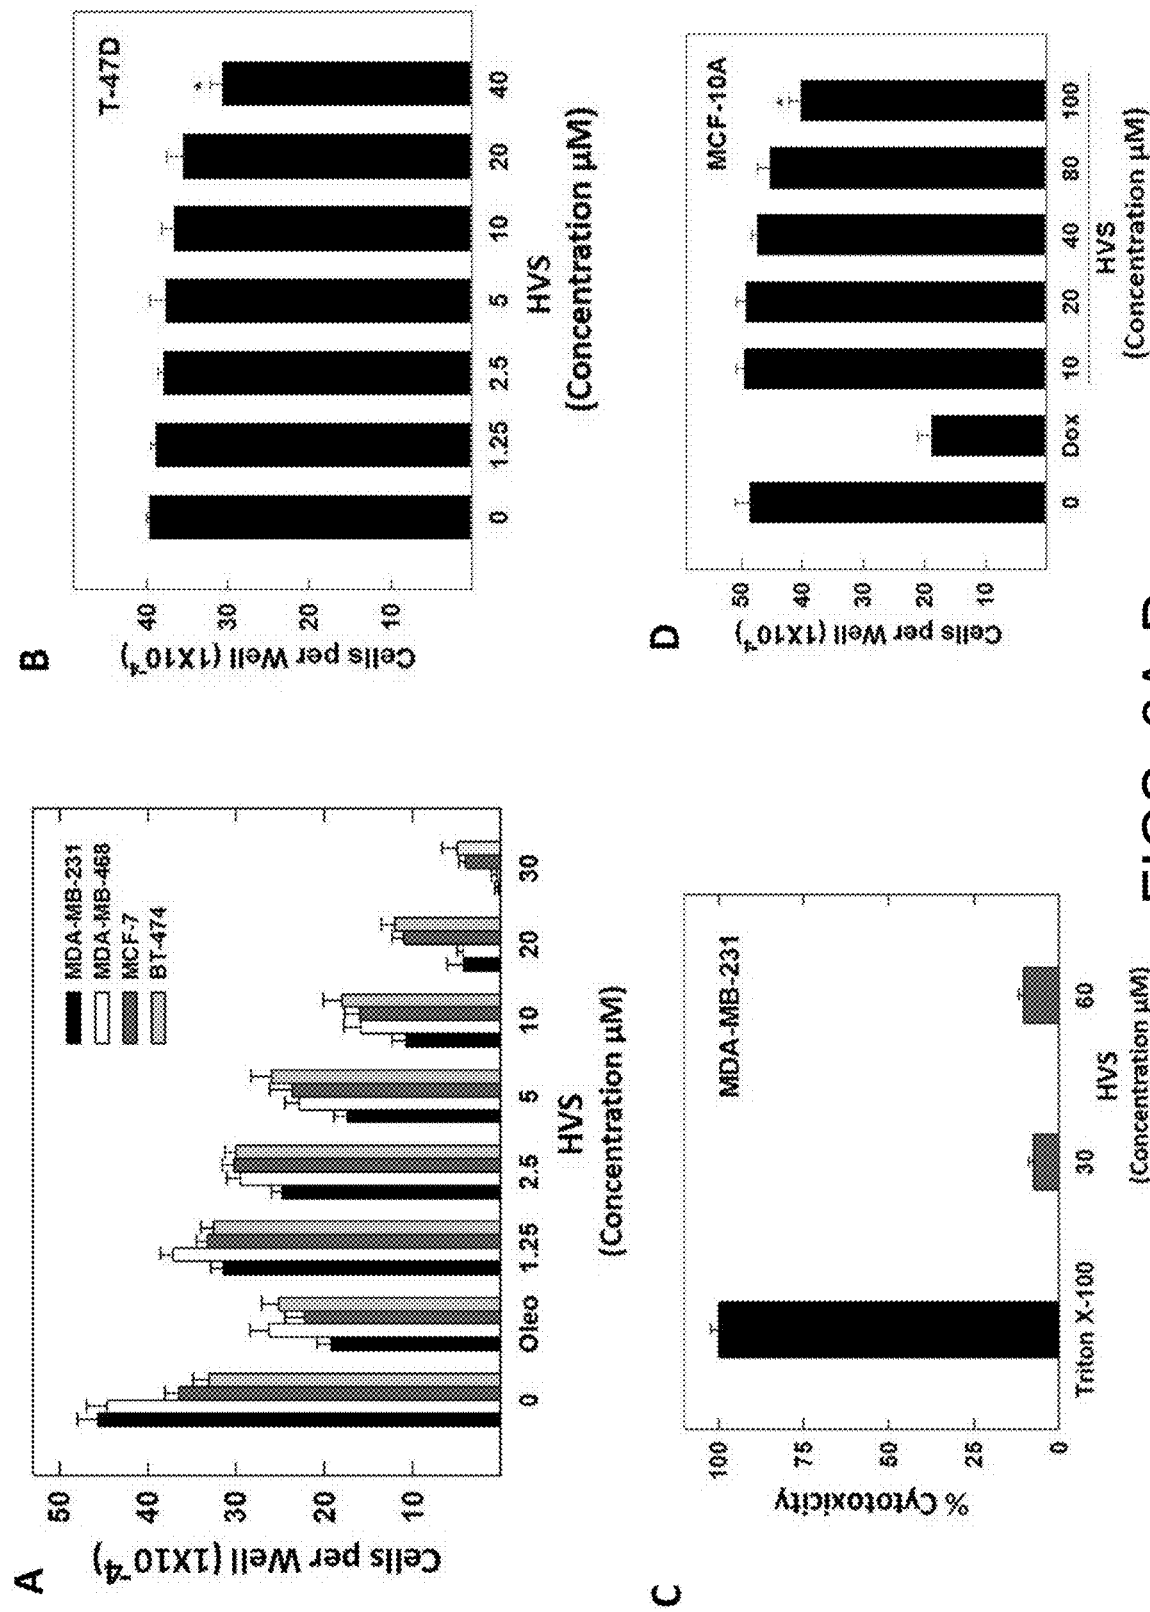 A
Cells per Well (1X10-4)
50
40
30
20
10
MDA-MB-231
MDA-MB-468
MCF-7
BT-474
0
Oleo
1.25
2.5
5
10
20
30
HVS
(Concentration µM)
B
Cells per Well (1X10-4)
40
30
20
10
T-47D
*
0
1.25
2.5
5
10
20
40
HVS
(Concentration µM)
C
% Cytotoxicity
100
75
50
25
0
MDA-MB-231
Triton X-100
30
60
HVS
(Concentration µM)
D
Cells per Well (1X10-4)
50
40
30
20
10
MCF-10A
*
0
Dox
10
20
40
80
100
HVS
(Concentration µM)